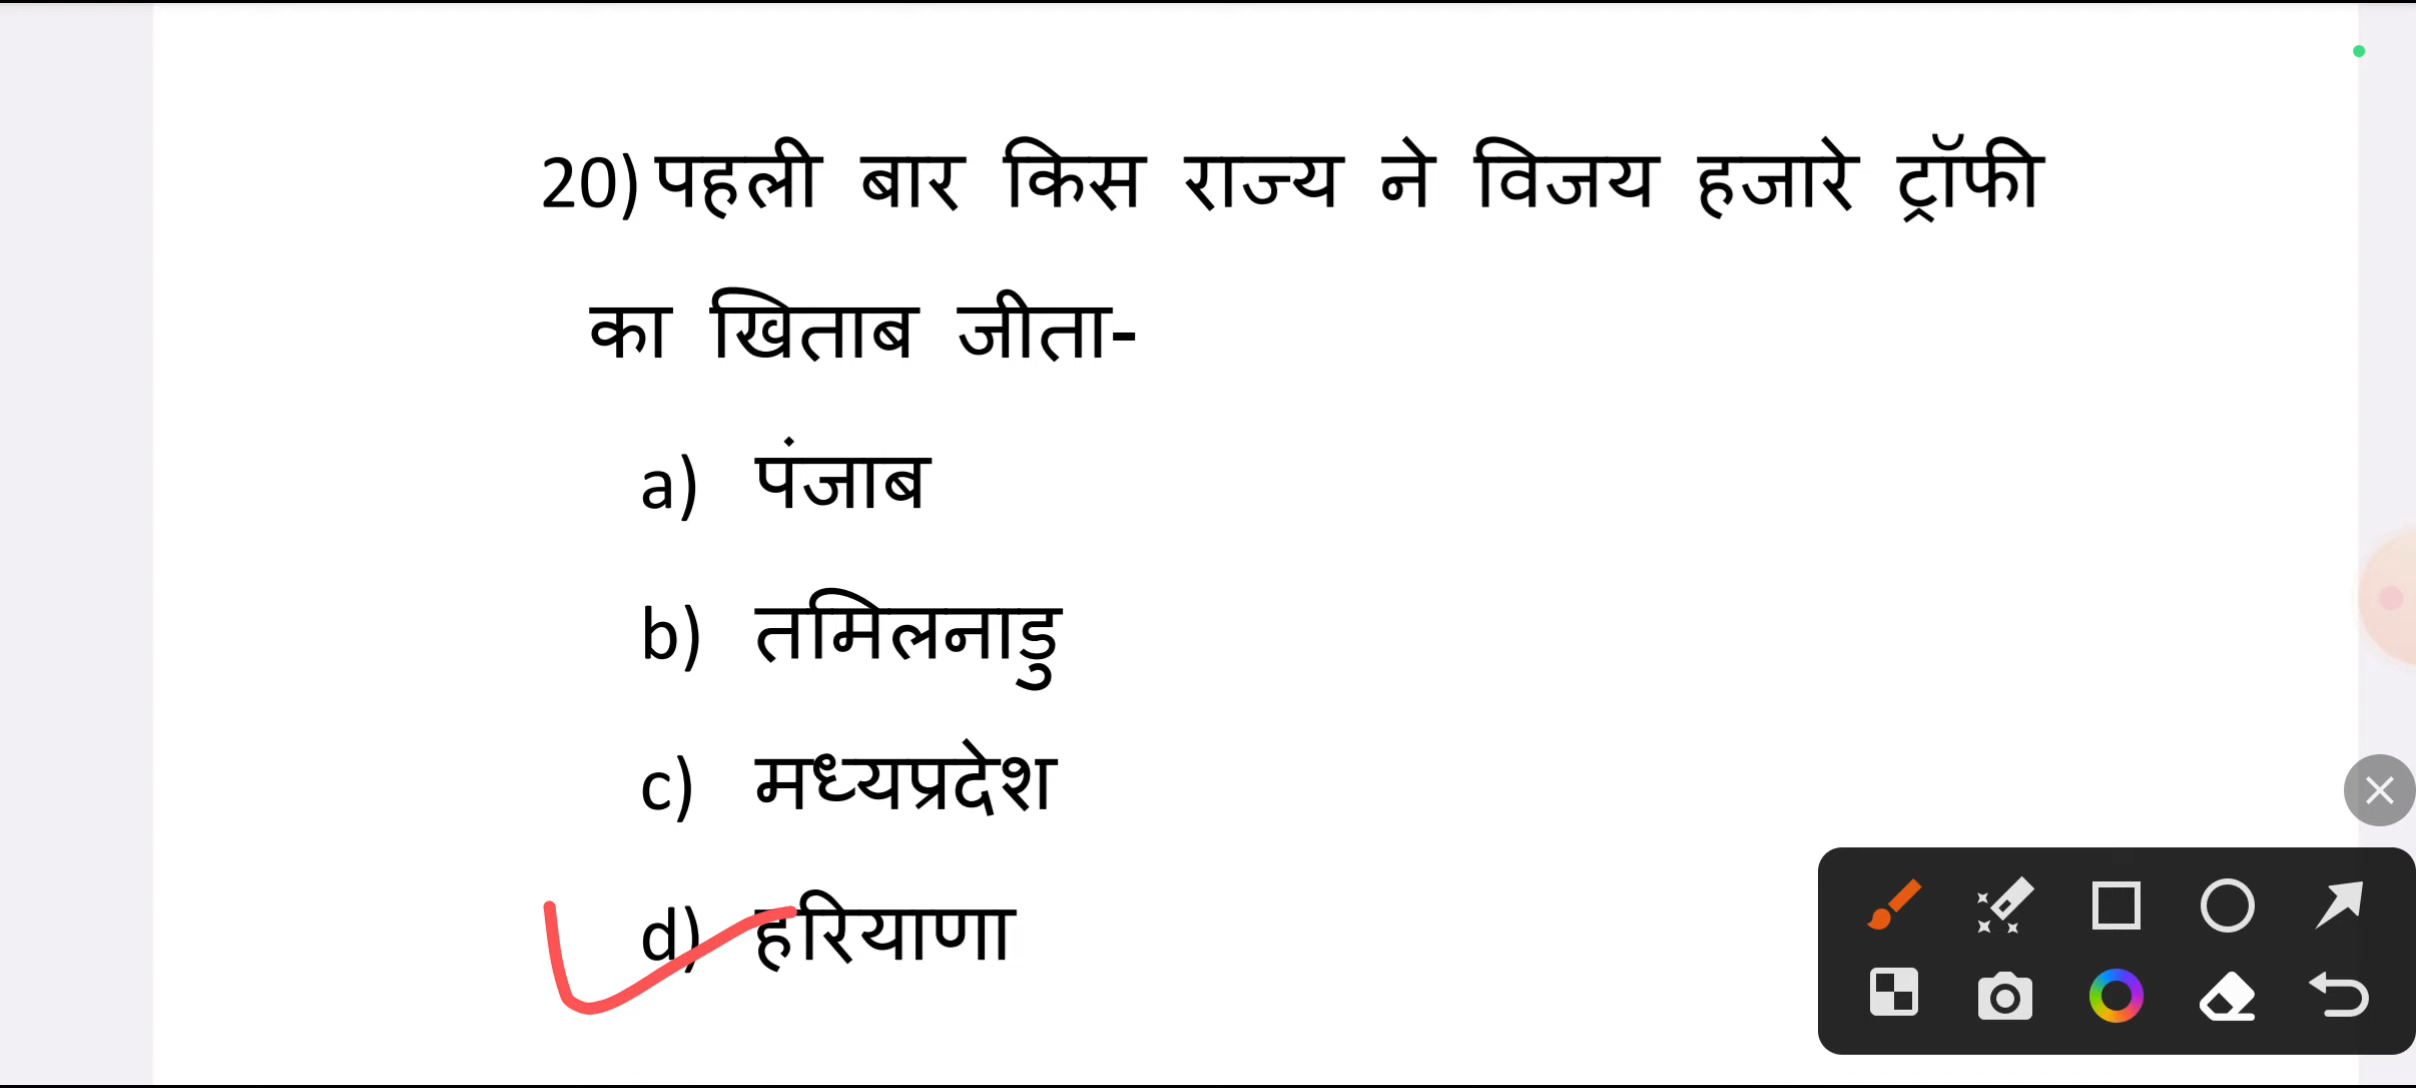 20) पहली बार किस राज्य ने विजय हजारे ट्रॉफी
का खिताब जीता-
a) पंजाब
b) तमिलनाडु
c) मध्यप्रदेश
d) हरियाणा